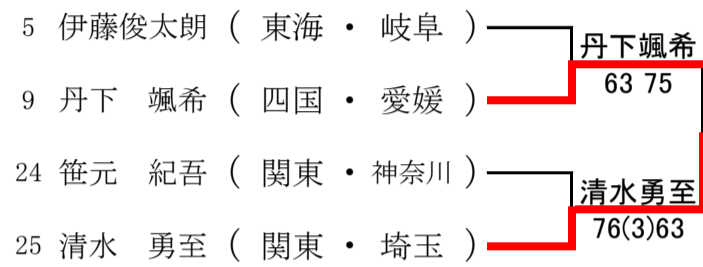 5 伊藤俊太朗 ( 東海 ・ 岐阜 )
丹下颯希
63 75
9 丹下 颯希 ( 四国 ・ 愛媛 )
24 笹元 紀吾 ( 関東 ・ 神奈川 )
清水勇至
76(3)63
25 清水 勇至 ( 関東 ・ 埼玉 )